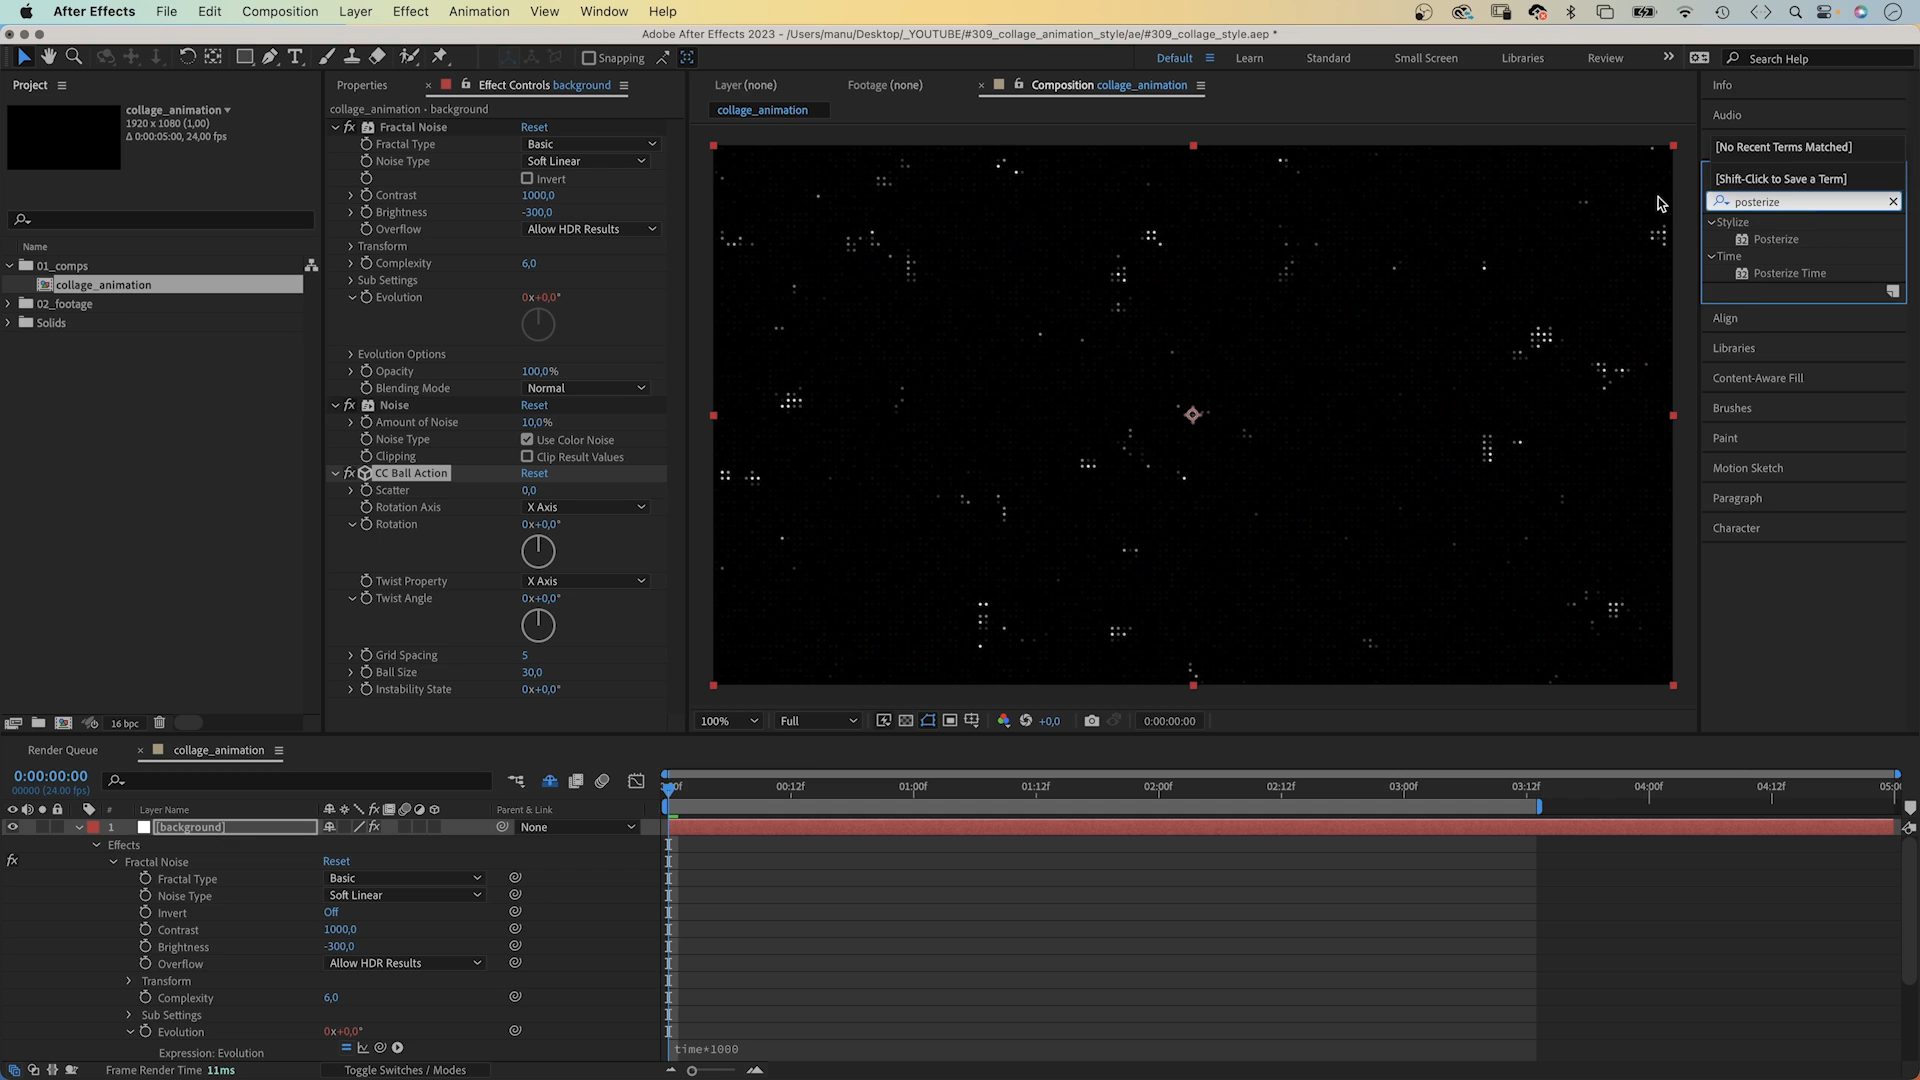 After Effects File Edit Composition Layer Effect Animation View Window Help
Adobe After Effects 2023 - /Users/manu/Desktop/_YOUTUBE/#309_collage_animation_style/ae/#309_collage_style.aep *
Snapping
Default
Learn
Standard
Small Screen
Libraries
Review
Search Help
Project
collage_animation
1920 x 1080 (1,00)
Δ 0:00:05:00, 24,00 fps
Name
01_comps
collage_animation
02_footage
Solids
16 bpc
Properties
Effect Controls background
collage_animation • background
fx Fractal Noise Reset
Fractal Type Basic
Noise Type Soft Linear
Invert
Contrast 1000,0
Brightness -300,0
Overflow Allow HDR Results
Transform
Complexity 6,0
Sub Settings
Evolution 0x+0,0°
Evolution Options
Opacity 100,0%
Blending Mode Normal
fx Noise Reset
Amount of Noise 10,0%
Noise Type Use Color Noise
Clipping Clip Result Values
fx CC Ball Action Reset
Scatter 0,0
Rotation Axis X Axis
Rotation 0x+0,0°
Twist Property X Axis
Twist Angle 0x+0,0°
Grid Spacing 5
Ball Size 30,0
Instability State 0x+0,0°
Layer (none)
Footage (none)
Composition collage_animation
collage_animation
100%
Full
+0,0
0:00:00:00
Info
Audio
[No Recent Terms Matched]
[Shift-Click to Save a Term]
posterize
Stylize
32 Posterize
Time
32 Posterize Time
Align
Libraries
Content-Aware Fill
Brushes
Paint
Motion Sketch
Paragraph
Character
Render Queue
collage_animation
0:00:00:00
00000 (24.00 fps)
# Layer Name
fx
Parent & Link
1 [background]
fx
None
Effects
fx
Fractal Noise Reset
Fractal Type Basic
Noise Type Soft Linear
Invert Off
Contrast 1000,0
Brightness -300,0
Overflow Allow HDR Results
Transform
Complexity 6,0
Sub Settings
Evolution 0x+0,0°
Expression: Evolution
Frame Render Time 11ms
Toggle Switches / Modes
00:12f
01:00f
01:12f
02:00f
02:12f
03:00f
03:12f
04:00f
04:12f
time*1000